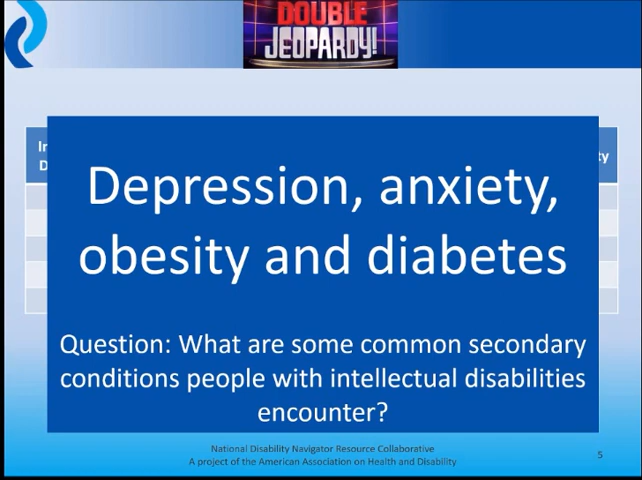 DOUBLE
JEOPARDY!
Depression, anxiety,
obesity and diabetes
Question: What are some common secondary
conditions people with intellectual disabilities
encounter?
National Disability Navigator Resource Collaborative
A project of the American Association on Health and Disability
5